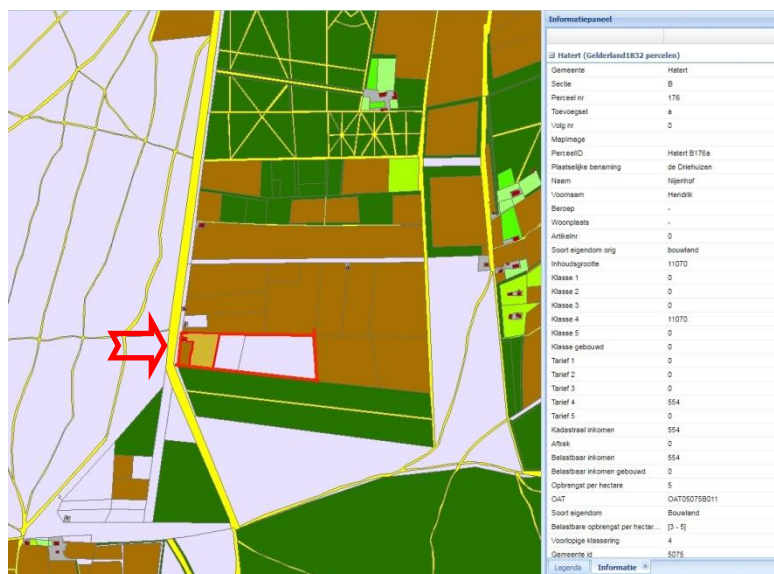 Informatiepaneel
Hatert (Gelderland1832 percelen)
Gemeente Hatert
Sectie B
Perceel nr 176
Toevoegsel a
Volg nr 0
MapImage
PerceelID Hatert B176a
Plaatselijke benaming de Driehuizen
Naam Nijenhof
Voornaam Hendrik
Beroep -
Woonplaats -
Artikelnr 0
Soort eigendom orig bouwland
Inhoudsgrootte 11070
Klasse 1 0
Klasse 2 0
Klasse 3 0
Klasse 4 11070
Klasse 5 0
Klasse gebouwd 0
Tarief 1 0
Tarief 2 0
Tarief 3 0
Tarief 4 554
Tarief 5 0
Kadastraal inkomen 554
Aftrek 0
Belastbaar inkomen 554
Belastbaar inkomen gebouwd 0
Opbrengst per hectare 5
OAT OAT05075B011
Soort eigendom Bouwland
Belastbare opbrengst per hectar... [3 - 5]
Voorlopige klassering 4
Gemeente id 5075
Legenda Informatie